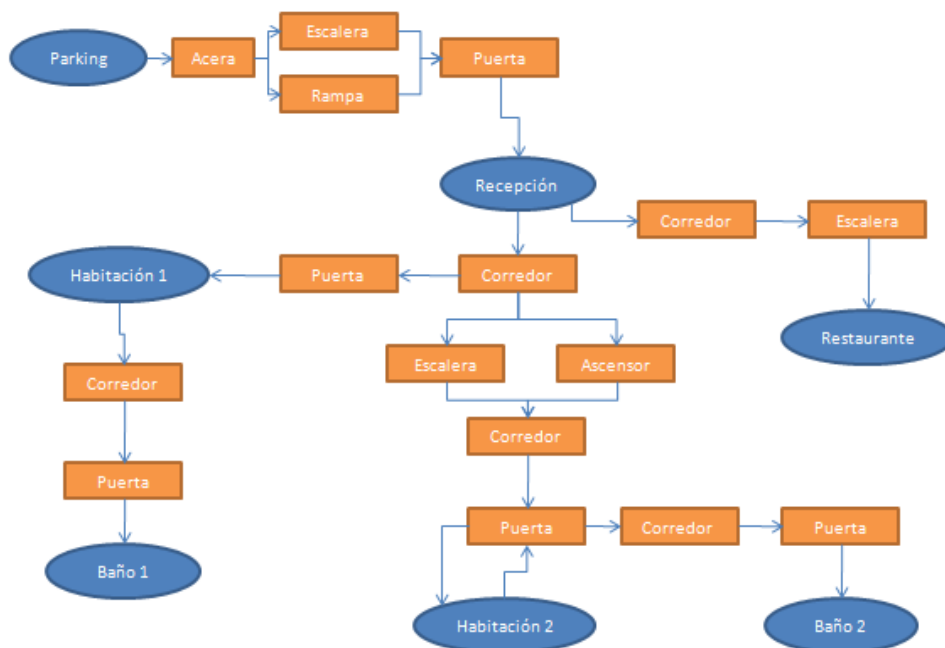 Parking
Acera
Escalera
Rampa
Puerta
Recepción
Corredor
Escalera
Restaurante
Habitación 1
Puerta
Corredor
Escalera
Ascensor
Corredor
Corredor
Puerta
Baño 1
Puerta
Corredor
Puerta
Habitación 2
Baño 2